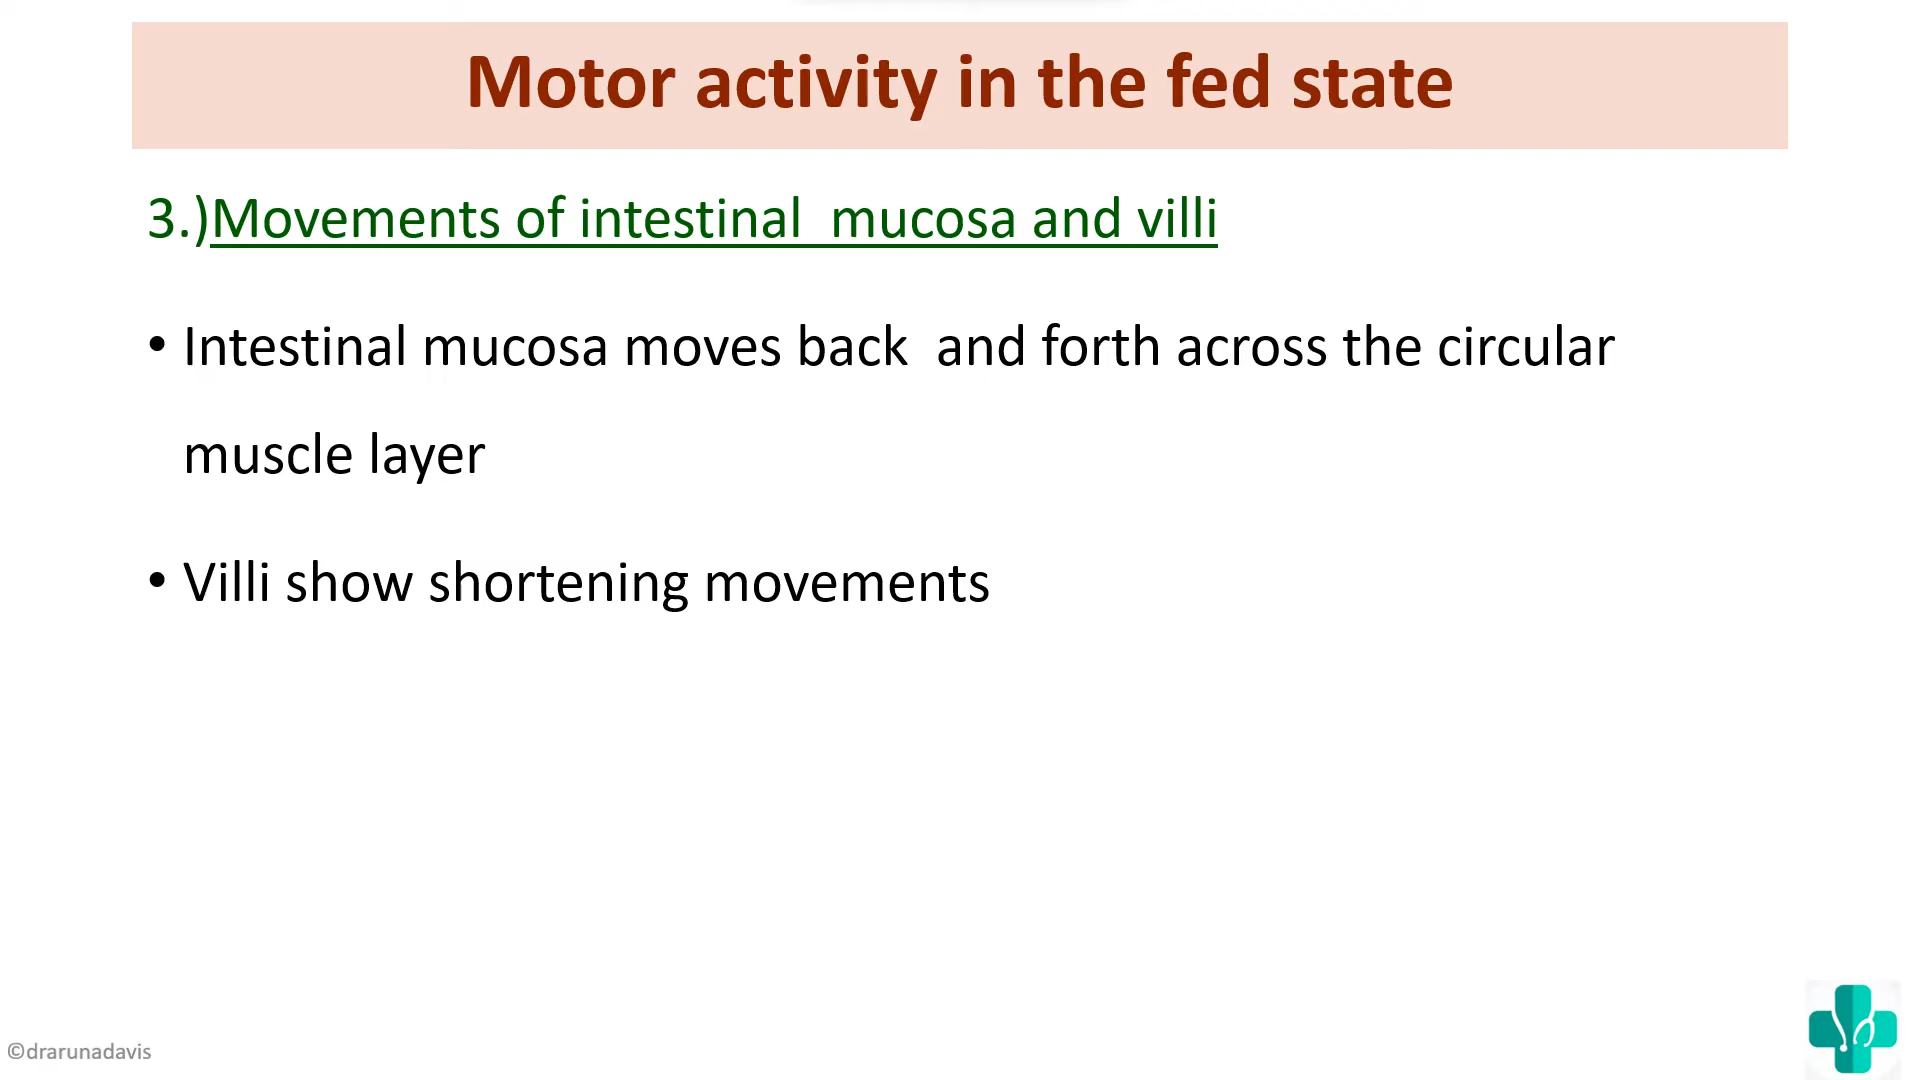 Motor activity in the fed state
3.)Movements of intestinal  mucosa and villi
• Intestinal mucosa moves back  and forth across the circular
muscle layer
• Villi show shortening movements
©drarunadavis